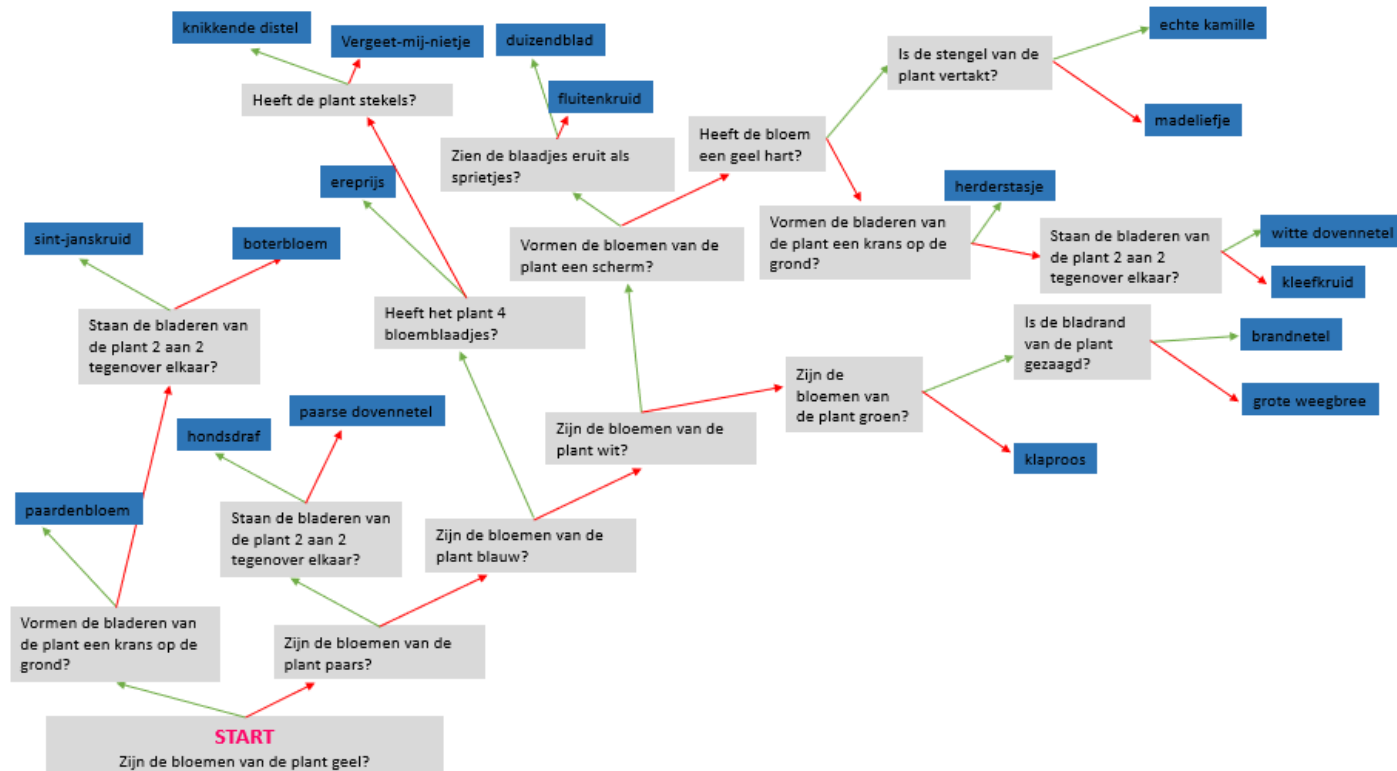 knikkende distel
Vergeet-mij-nietje
duizendblad
echte kamille
Is de stengel van de
plant vertakt?
Heeft de plant stekels?
fluitenkruid
madeliefje
Heeft de bloem
een geel hart?
Zien de blaadjes eruit als
sprietjes?
ereprijs
herderstasje
sint-janskruid
boterbloem
Vormen de bloemen van de
plant een scherm?
Vormen de bladeren van
de plant een krans op de
grond?
Staan de bladeren van
de plant 2 aan 2
tegenover elkaar?
witte dovennetel
kleefkruid
Staan de bladeren van
de plant 2 aan 2
tegenover elkaar?
Heeft het plant 4
bloemblaadjes?
Is de bladrand
van de plant
gezaagd?
brandnetel
grote weegbree
Zijn de
bloemen van
de plant groen?
paarse dovennetel
hondsdraf
Zijn de bloemen van de
plant wit?
klaproos
paardenbloem
Staan de bladeren van
de plant 2 aan 2
tegenover elkaar?
Zijn de bloemen van de
plant blauw?
Vormen de bladeren van
de plant een krans op de
grond?
Zijn de bloemen van de
plant paars?
START
Zijn de bloemen van de plant geel?